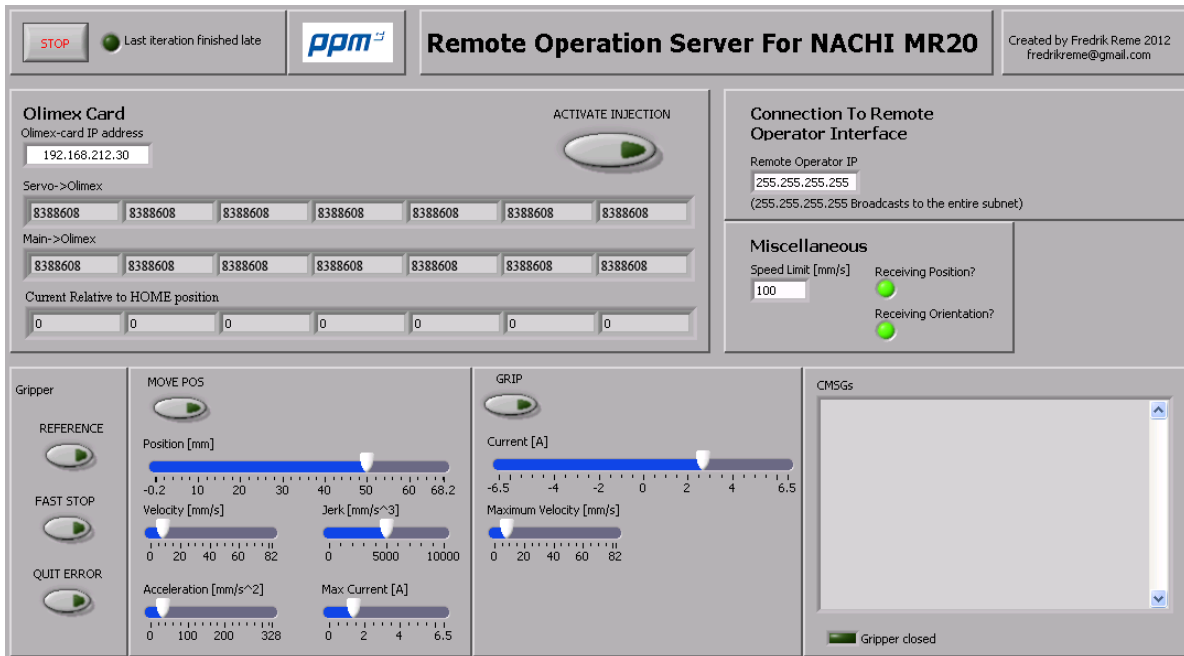 STOP
Last iteration finished late
ppm
Remote Operation Server For NACHI MR20
Created by Fredrik Reme 2012
fredrikreme@gmail.com
Olimex Card
Olimex-card IP address
192.168.212.30
ACTIVATE INJECTION
Servo->Olimex
8388608 8388608 8388608 8388608 8388608 8388608 8388608
Main->Olimex
8388608 8388608 8388608 8388608 8388608 8388608 8388608
Current Relative to HOME position
0 0 0 0 0 0 0
Connection To Remote
Operator Interface
Remote Operator IP
255.255.255.255
(255.255.255.255 Broadcasts to the entire subnet)
Miscellaneous
Speed Limit [mm/s]
100
Receiving Position?
Receiving Orientation?
Gripper
REFERENCE
FAST STOP
QUIT ERROR
MOVE POS
Position [mm]
-0.2 10 20 30 40 50 60 68.2
Velocity [mm/s]
0 20 40 60 82
Jerk [mm/s^3]
0 5000 10000
Acceleration [mm/s^2]
0 100 200 328
Max Current [A]
0 2 4 6.5
GRIP
Current [A]
-6.5 -4 -2 0 2 4 6.5
Maximum Velocity [mm/s]
0 20 40 60 82
CMSGs
Gripper closed